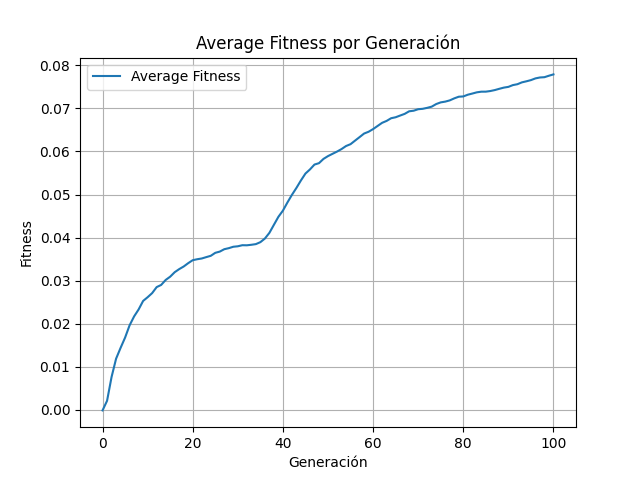 Average Fitness por Generación
Average Fitness
0.08
0.07
0.06
0.05
0.04
0.03
0.02
0.01
0.00
Fitness
0 20 40 60 80 100
Generación